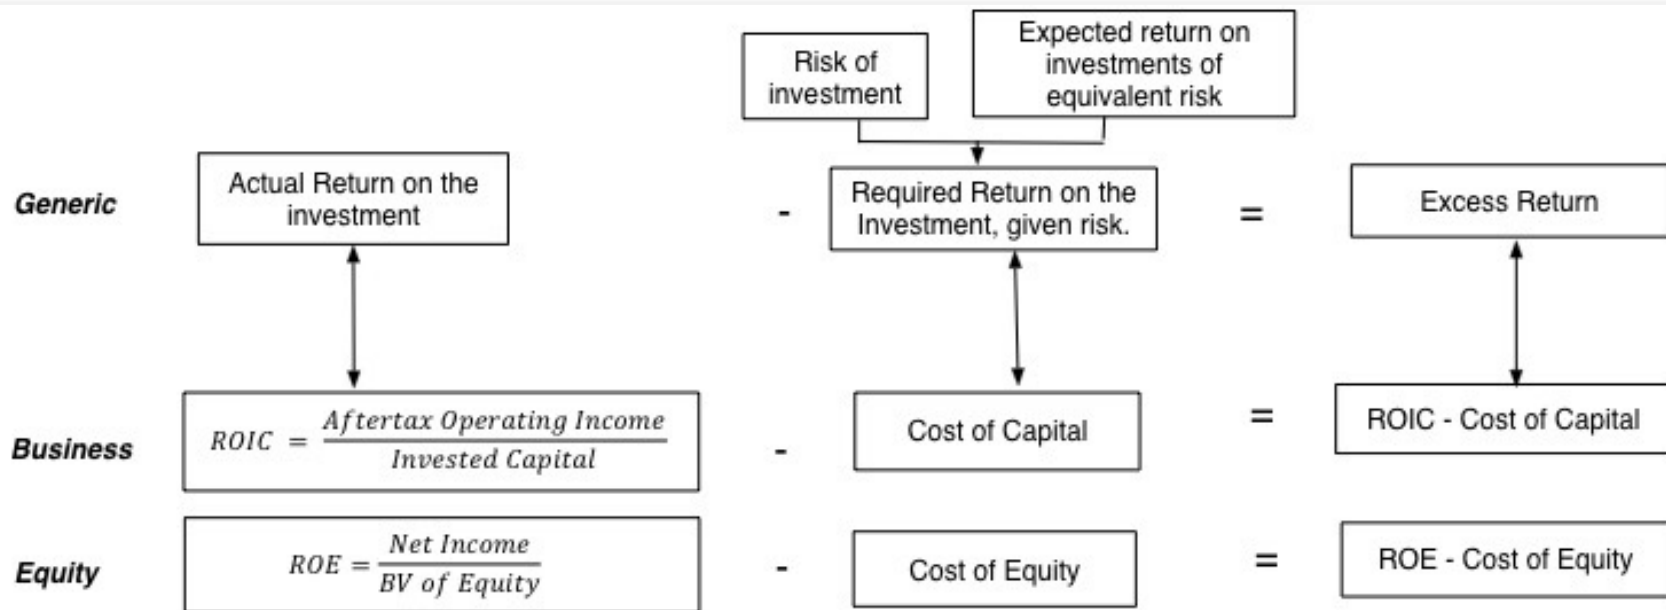 Risk of
investment
Expected return on
investments of
equivalent risk
Generic
Actual Return on the
investment
-
Required Return on the
Investment, given risk.
=
Excess Return
Business
ROIC = Aftertax Operating Income
Invested Capital
-
Cost of Capital
=
ROIC - Cost of Capital
Equity
ROE = Net Income
BV of Equity
-
Cost of Equity
=
ROE - Cost of Equity